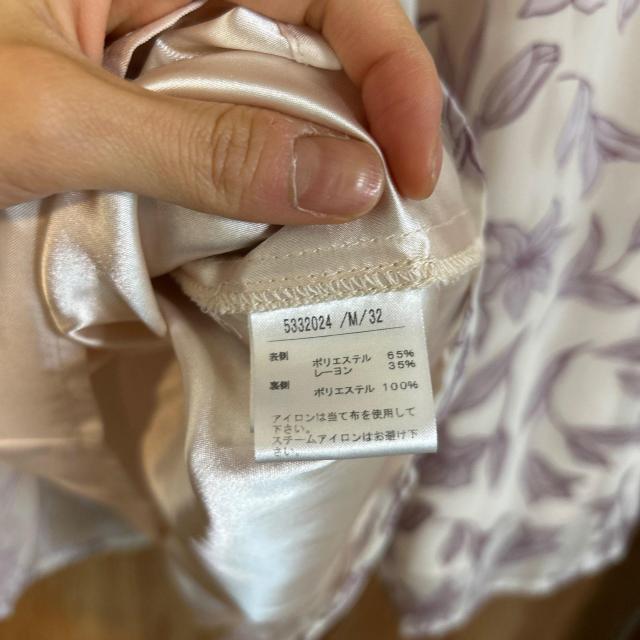 5332024 /M/32
表側 ポリエステル 65%
レーヨン 35%
裏側 ポリエステル 100%
アイロンは当て布を使用して
下さい。
スチームアイロンはお避け下
さい。